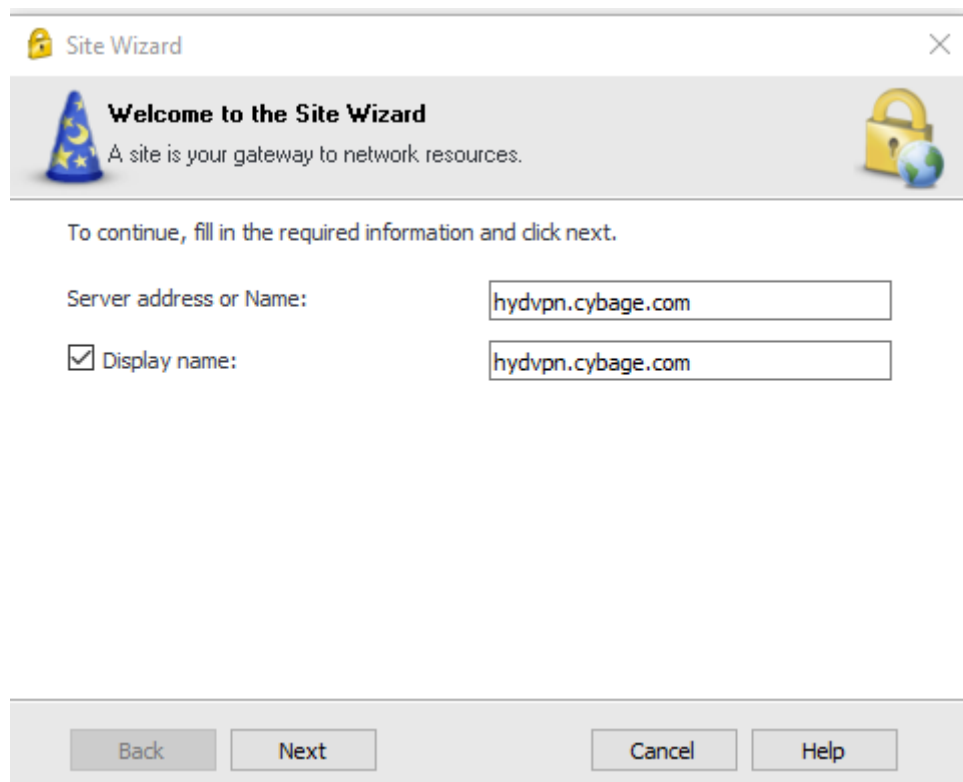 Site Wizard
Welcome to the Site Wizard
A site is your gateway to network resources.
To continue, fill in the required information and click next.
Server address or Name:
hydvpn.cybage.com
Display name:
hydvpn.cybage.com
Back
Next
Cancel
Help